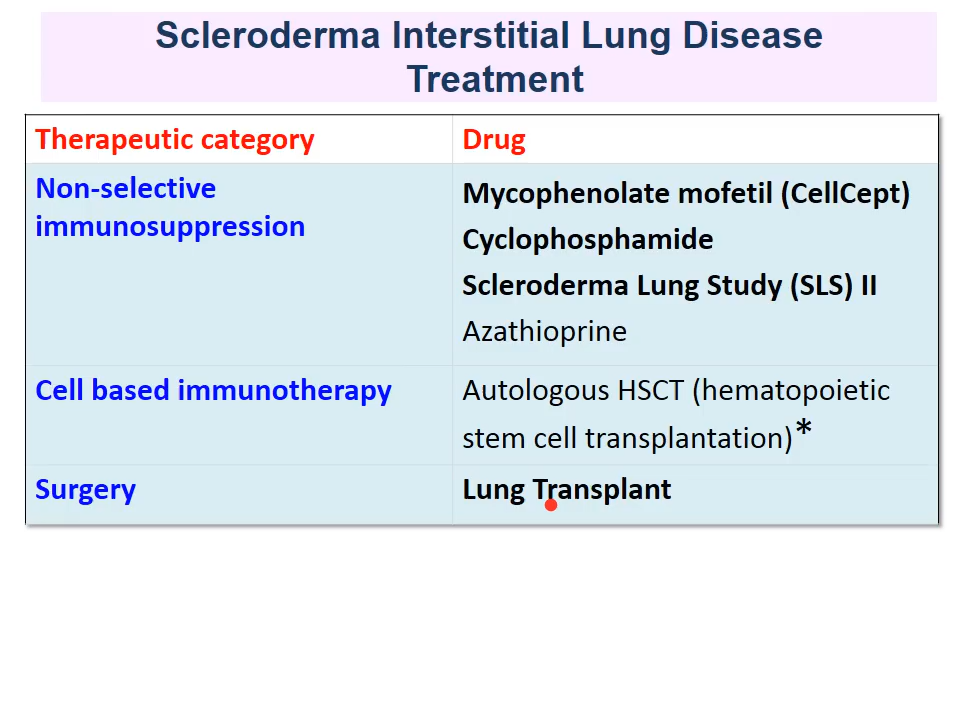 Scleroderma Interstitial Lung Disease
Treatment
Therapeutic category
Drug
Non-selective
immunosuppression
Mycophenolate mofetil (CellCept)
Cyclophosphamide
Scleroderma Lung Study (SLS) II
Azathioprine
Cell based immunotherapy
Autologous HSCT (hematopoietic
stem cell transplantation)*
Surgery
Lung Transplant